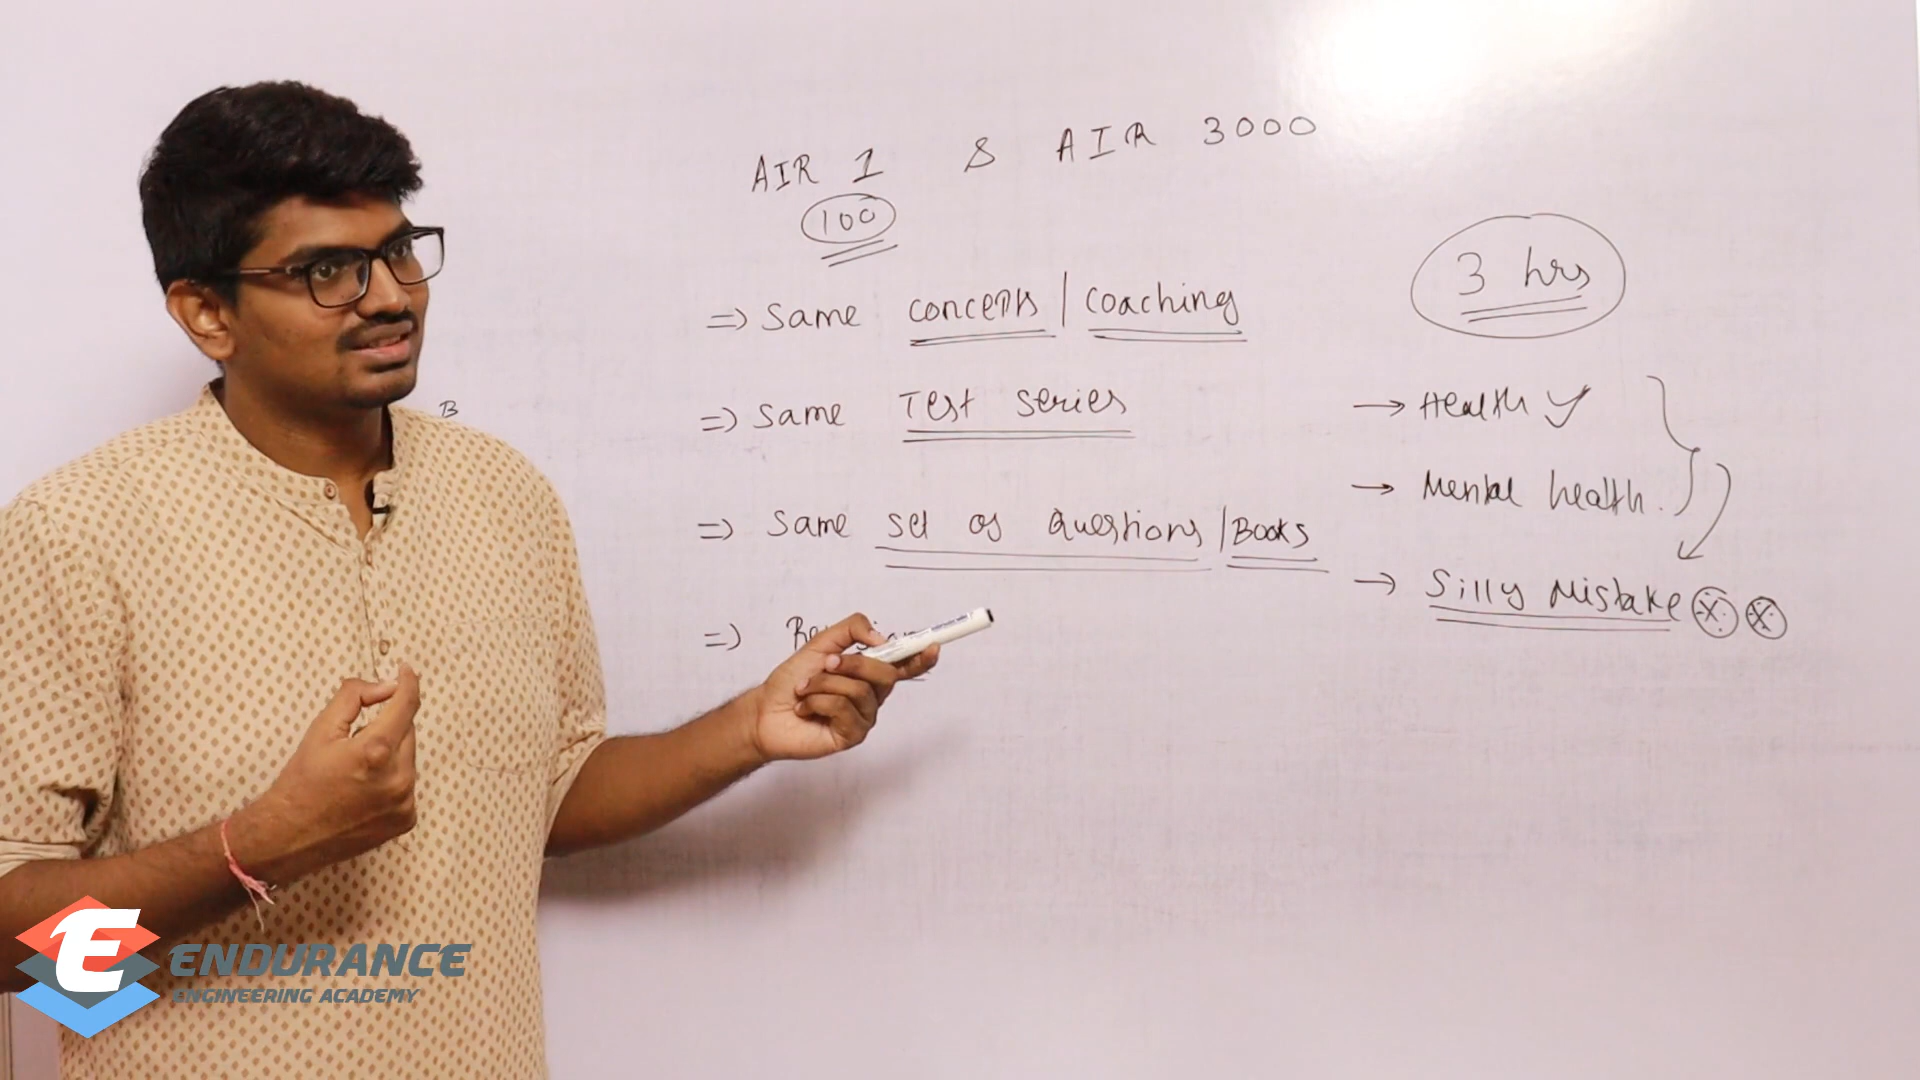 AIR 1 & AIR 3000
100
=> Same concepts | coaching
=> Same Test series
=> Same set of questions | Books
=>
3 hrs
→ Health
→ Mental health.
→ Silly Mistake
B
E
ENDURANCE
ENGINEERING ACADEMY